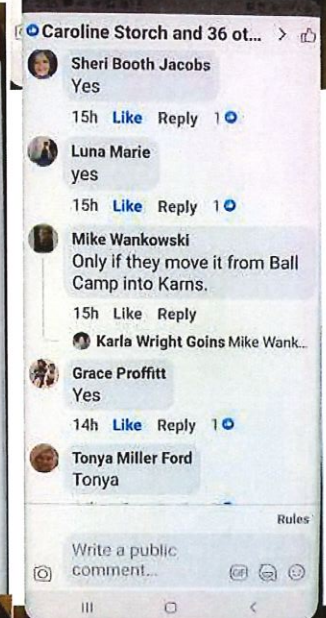 Caroline Storch and 36 ot...
Sheri Booth Jacobs
Yes
15h Like Reply 1
Luna Marie
yes
15h Like Reply 1
Mike Wankowski
Only if they move it from Ball
Camp into Karns.
15h Like Reply
Karla Wright Goins Mike Wank...
Grace Proffitt
Yes
14h Like Reply 1
Tonya Miller Ford
Tonya
Rules
Write a public
comment...
GIF